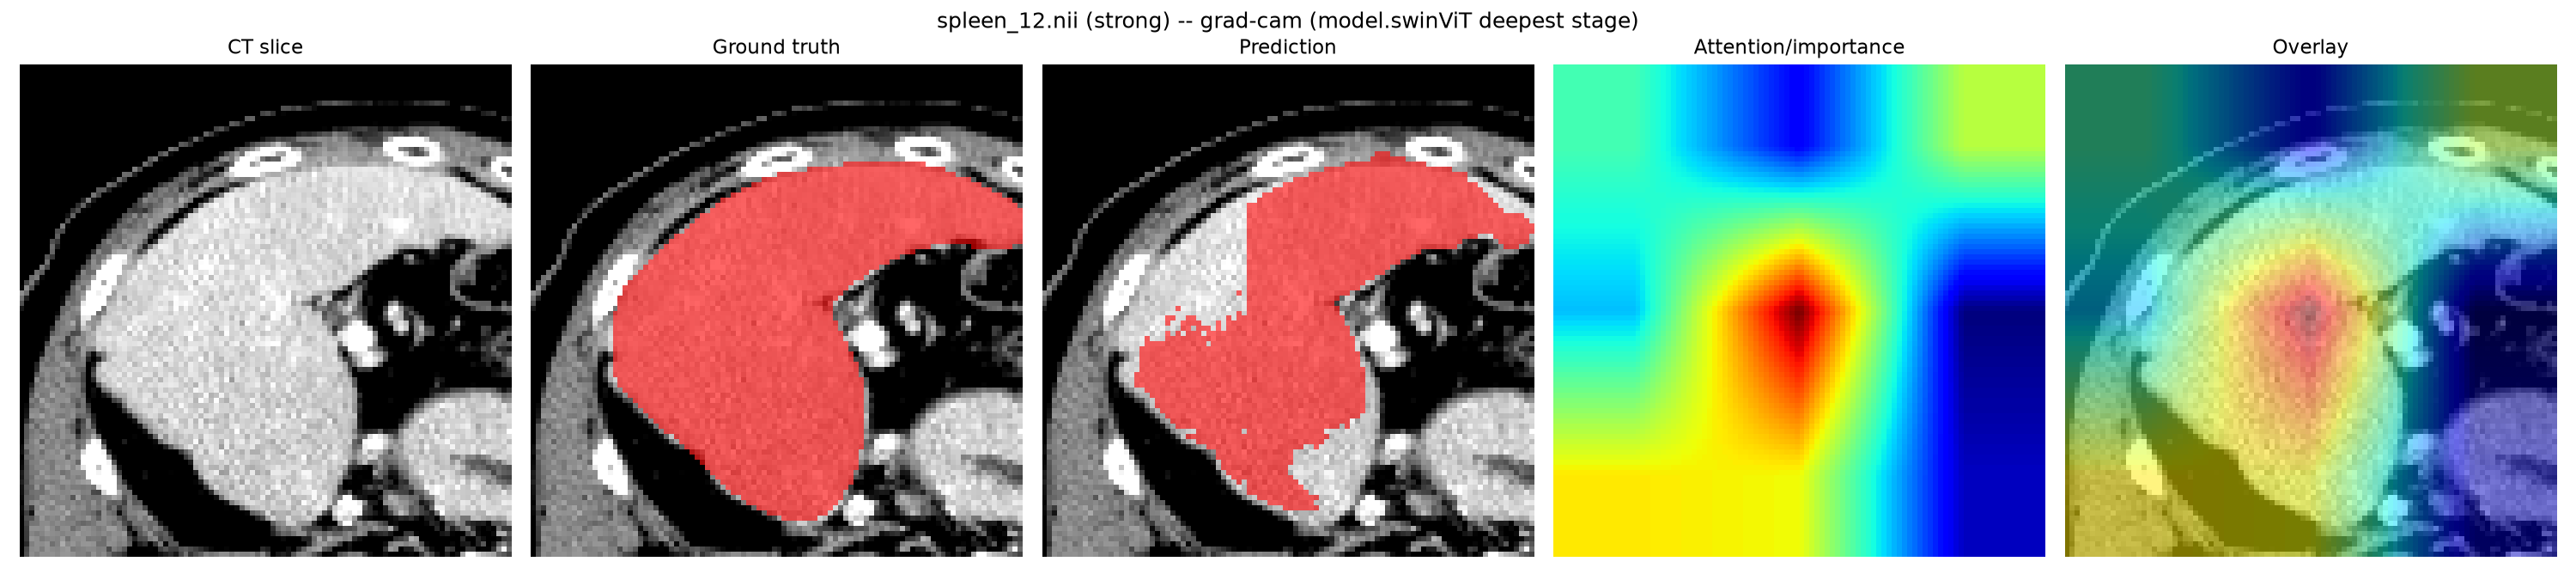 spleen_12.nii (strong) -- grad-cam (model.swinViT deepest stage)
CT slice
Ground truth
Prediction
Attention/importance
Overlay